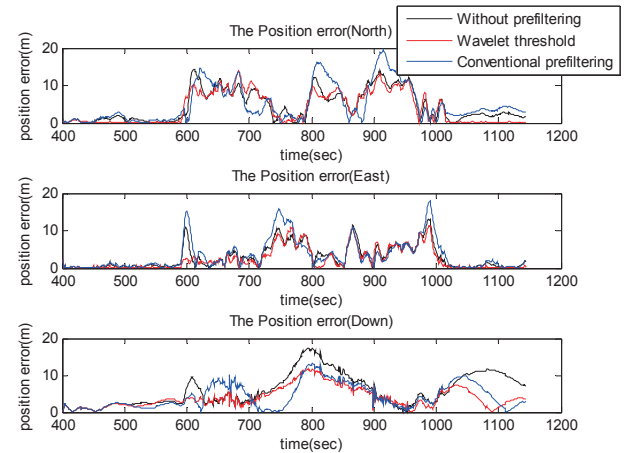 The Position error(North)
Without prefiltering
Wavelet threshold
Conventional prefiltering
position error(m)
20
10
0
400 500 600 700 800 900 1000 1100 1200
time(sec)
The Position error(East)
position error(m)
20
10
0
400 500 600 700 800 900 1000 1100 1200
time(sec)
The Position error(Down)
position error(m)
20
10
0
400 500 600 700 800 900 1000 1100 1200
time(sec)